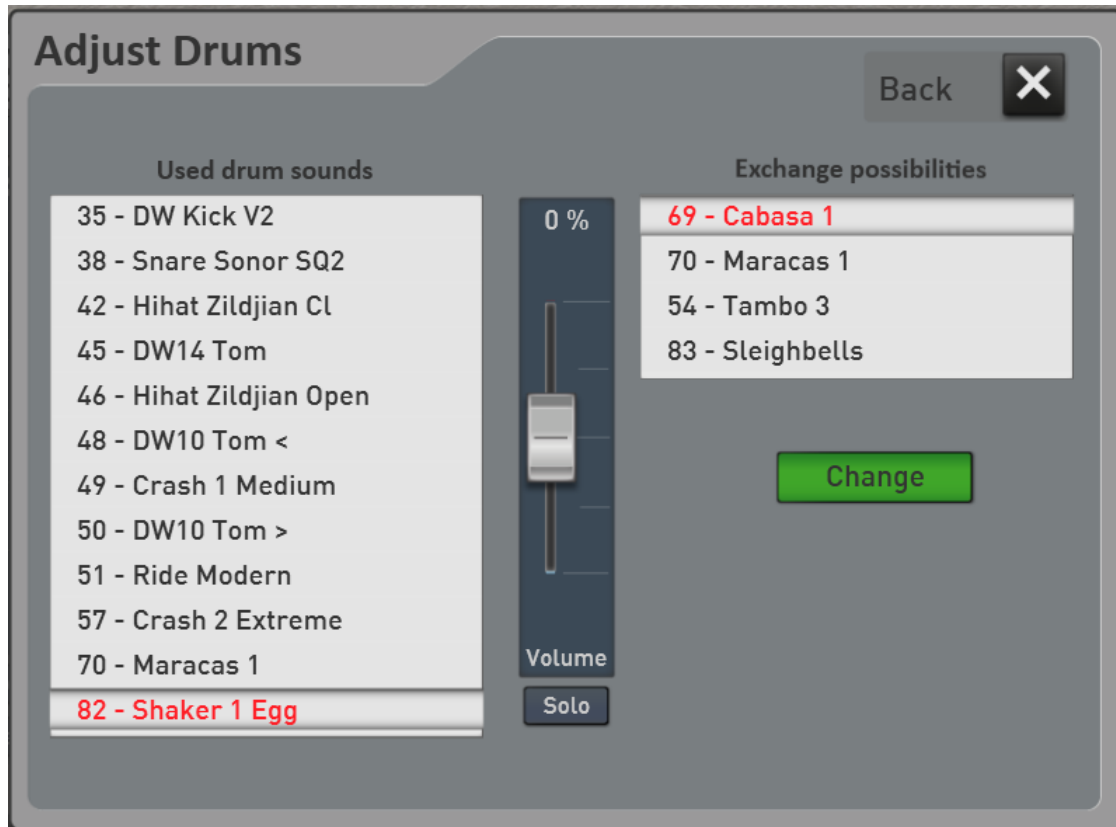 Adjust Drums
Back
Used drum sounds
35 - DW Kick V2
38 - Snare Sonor SQ2
42 - Hihat Zildjian Cl
45 - DW14 Tom
46 - Hihat Zildjian Open
48 - DW10 Tom <
49 - Crash 1 Medium
50 - DW10 Tom >
51 - Ride Modern
57 - Crash 2 Extreme
70 - Maracas 1
82 - Shaker 1 Egg
0 %
Volume
Solo
Exchange possibilities
69 - Cabasa 1
70 - Maracas 1
54 - Tambo 3
83 - Sleighbells
Change